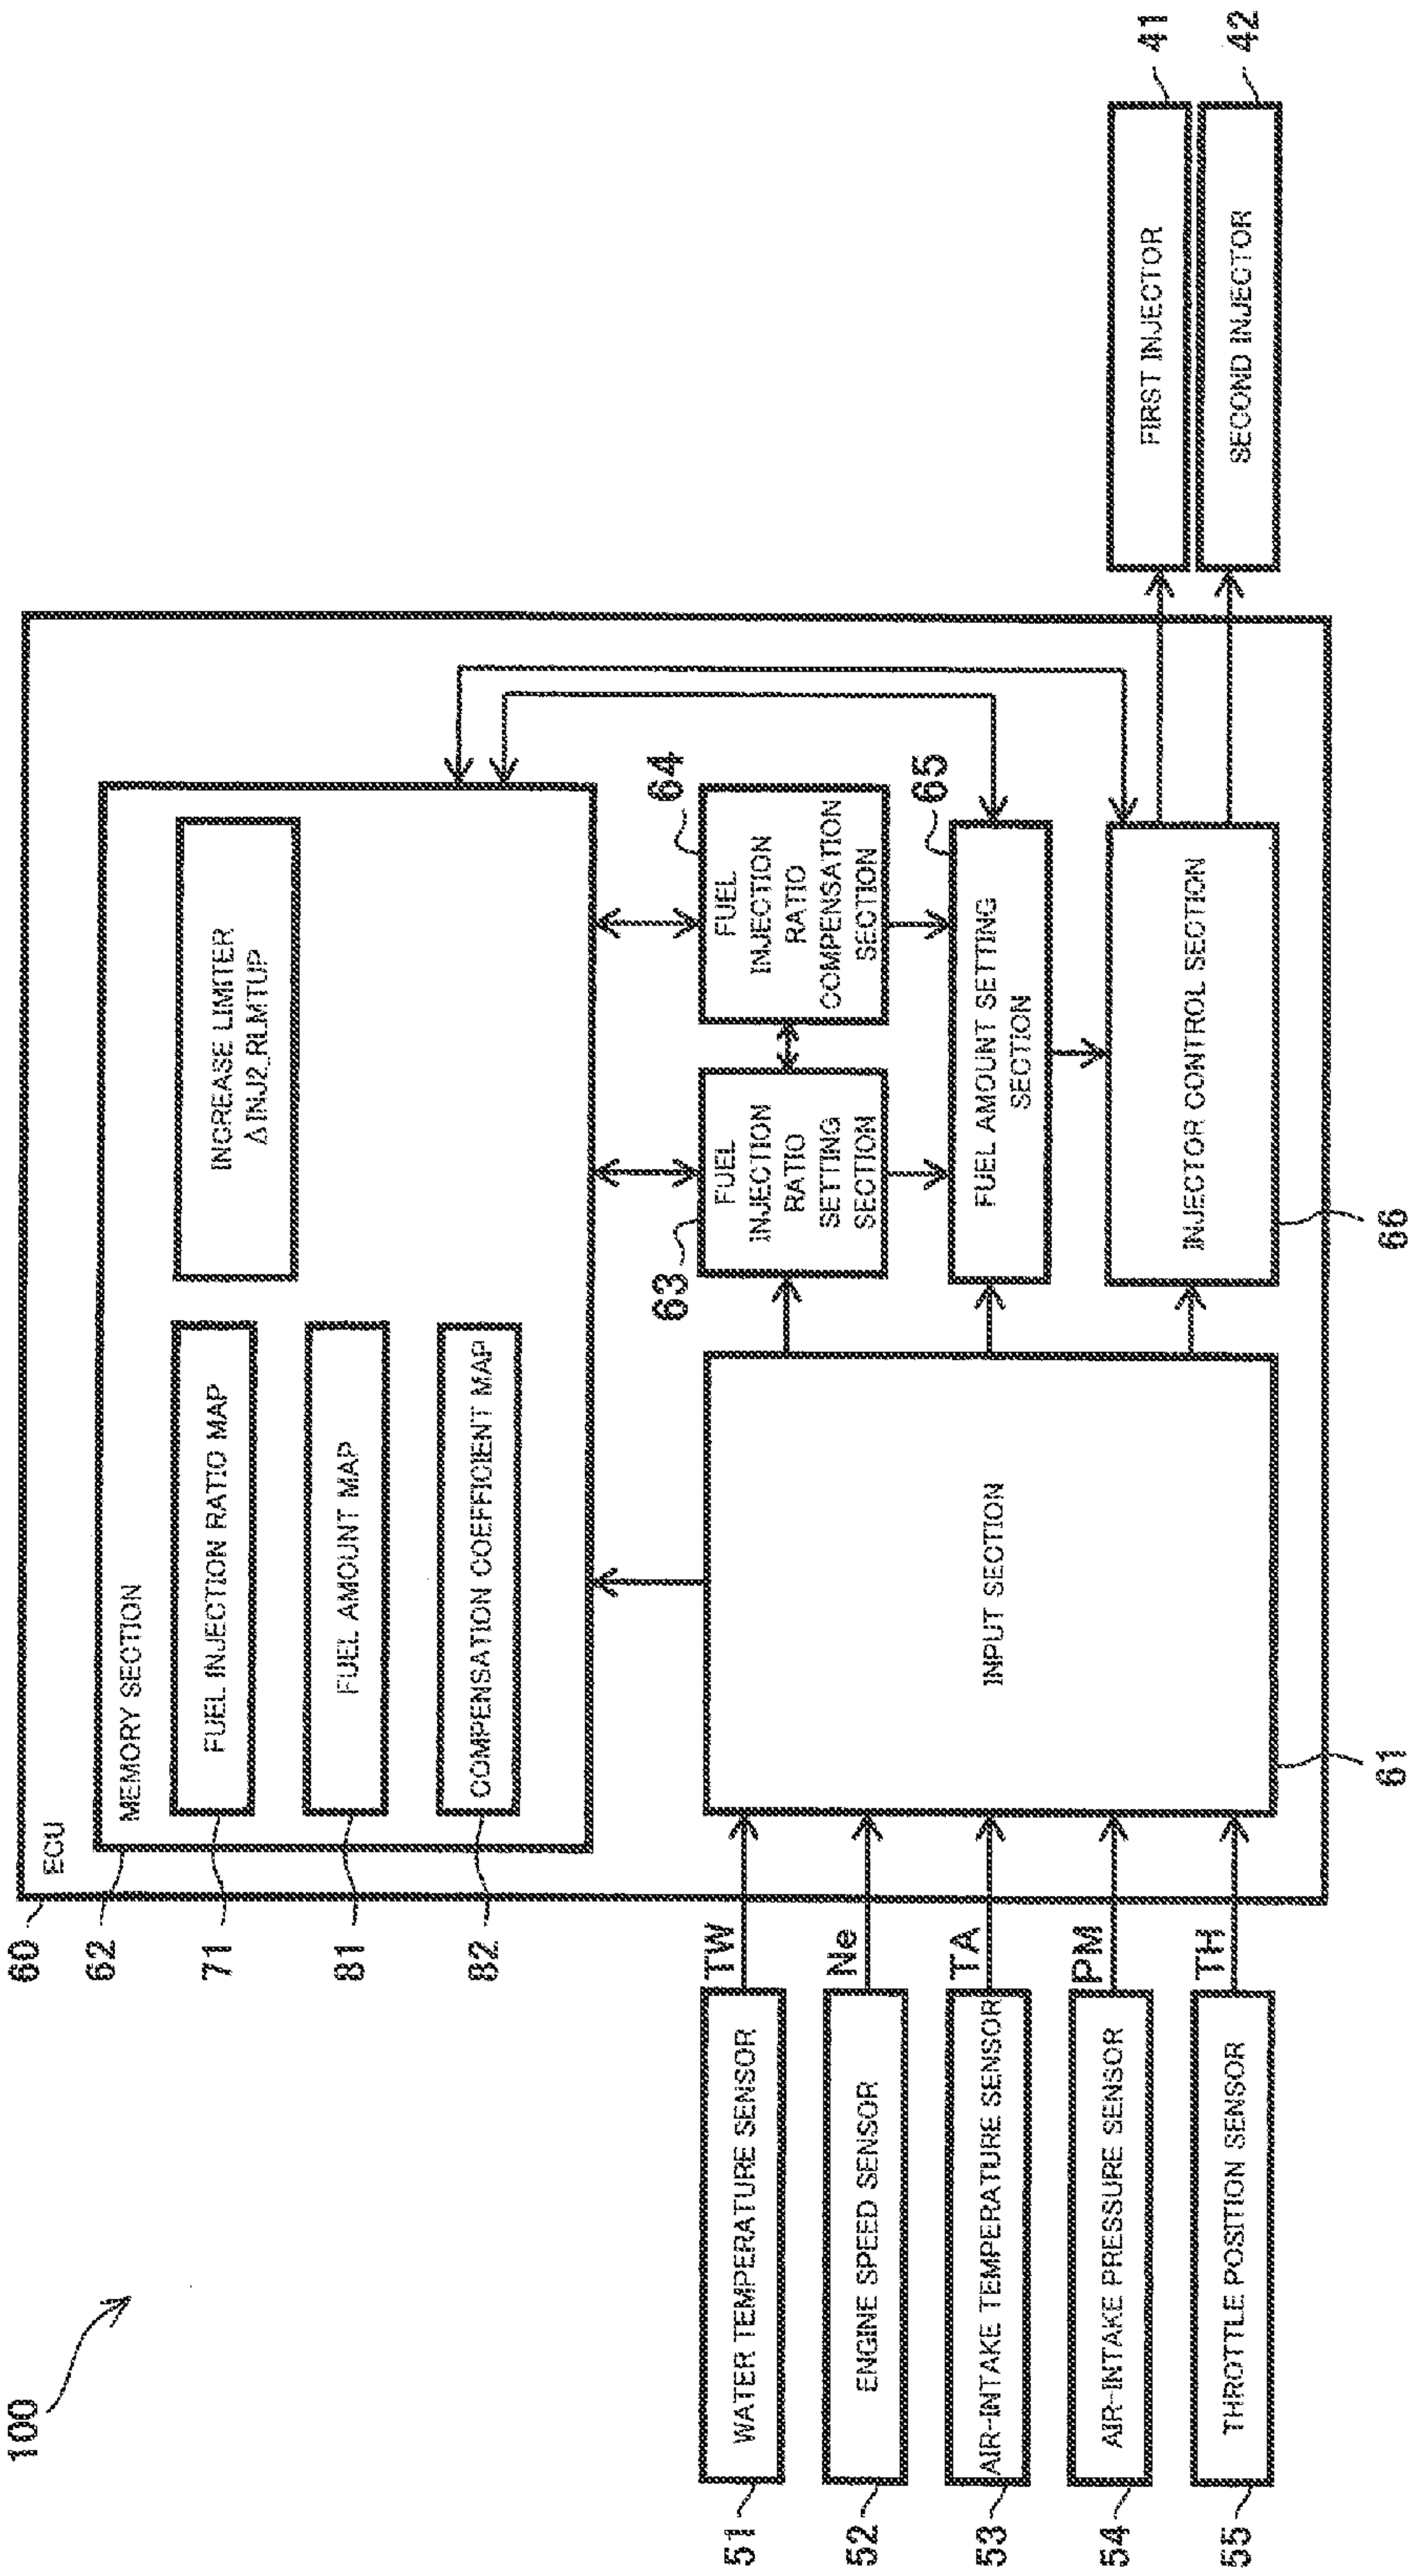 100
60
ECU
62
MEMORY SECTION
71
FUEL INJECTION RATIO MAP
81
FUEL AMOUNT MAP
82
COMPENSATION COEFFICIENT MAP
INCREASE LIMITER
Δ INJ2_RLMTUP
51
WATER TEMPERATURE SENSOR
TW
52
ENGINE SPEED SENSOR
Ne
53
AIR-INTAKE TEMPERATURE SENSOR
TA
54
AIR-INTAKE PRESSURE SENSOR
PM
55
THROTTLE POSITION SENSOR
TH
INPUT SECTION
61
63
FUEL
INJECTION
RATIO
SETTING
SECTION
64
FUEL
INJECTION
RATIO
COMPENSATION
SECTION
65
FUEL AMOUNT SETTING
SECTION
INJECTOR CONTROL SECTION
66
FIRST INJECTOR
41
SECOND INJECTOR
42